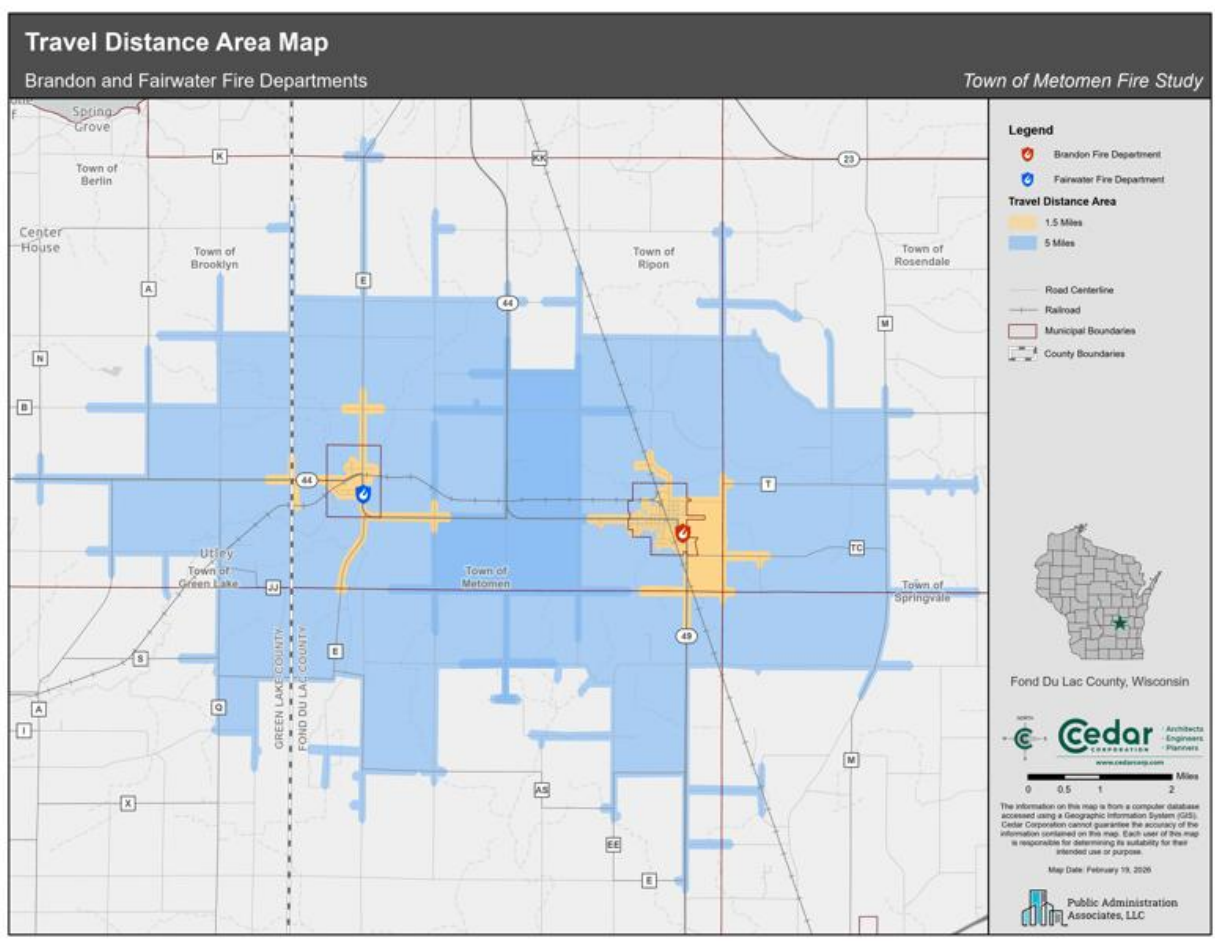 Travel Distance Area Map
Brandon and Fairwater Fire Departments
Town of Metomen Fire Study
Spring
Grove
K
KK
23
Town of
Berlin
Center
House
Town of
Brooklyn
Town of
Ripon
Town of
Rosendale
A
E
44
M
N
B
44
T
Utley
Town of
Green Lake
JJ
Town of
Metomen
TC
Town of
Springvale
49
E
S
GREEN LAKE COUNTY
FOND DU LAC COUNTY
A
Q
I
M
X
AS
EE
E
Legend
Brandon Fire Department
Fairwater Fire Department
Travel Distance Area
1.5 Miles
5 Miles
Road Centerline
Railroad
Municipal Boundaries
County Boundaries
Fond Du Lac County, Wisconsin
NORTH
C
Cedar
CORPORATION
Architects
Engineers
Planners
www.cedarcorp.com
Miles
0 0.5 1 2
The information on this map is from a computer database
accessed using a Geographic Information System (GIS).
Cedar Corporation cannot guarantee the accuracy of the
information contained on this map. Each user of this map
is responsible for determining its suitability for their
intended use or purpose.
Map Date: February 19, 2026
Public Administration
Associates, LLC